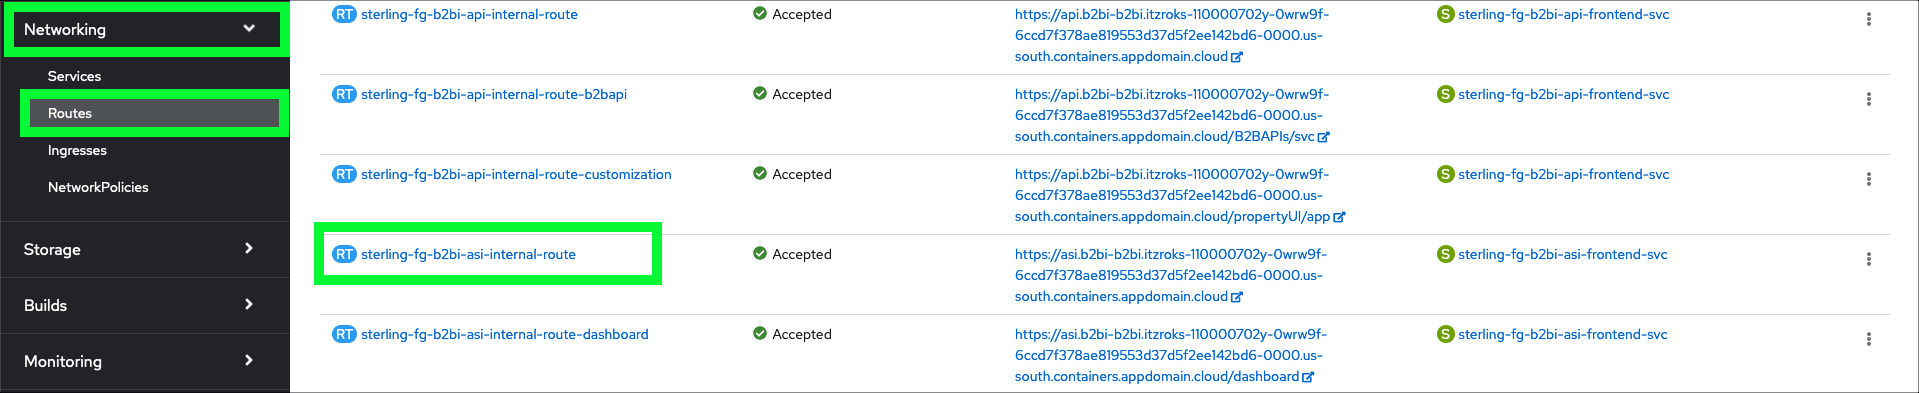 Networking
Services
Routes
Ingresses
NetworkPolicies
Storage
Builds
Monitoring
RT sterling-fg-b2bi-api-internal-route
Accepted
https://api.b2bi-b2bi.itzroks-110000702y-0wrw9f-
6ccd7f378ae819553d37d5f2ee142bd6-0000.us-
south.containers.appdomain.cloud
S sterling-fg-b2bi-api-frontend-svc
RT sterling-fg-b2bi-api-internal-route-b2bapi
Accepted
https://api.b2bi-b2bi.itzroks-110000702y-0wrw9f-
6ccd7f378ae819553d37d5f2ee142bd6-0000.us-
south.containers.appdomain.cloud/B2BAPIs/svc
S sterling-fg-b2bi-api-frontend-svc
RT sterling-fg-b2bi-api-internal-route-customization
Accepted
https://api.b2bi-b2bi.itzroks-110000702y-0wrw9f-
6ccd7f378ae819553d37d5f2ee142bd6-0000.us-
south.containers.appdomain.cloud/propertyUI/app
S sterling-fg-b2bi-api-frontend-svc
RT sterling-fg-b2bi-asi-internal-route
Accepted
https://asi.b2bi-b2bi.itzroks-110000702y-0wrw9f-
6ccd7f378ae819553d37d5f2ee142bd6-0000.us-
south.containers.appdomain.cloud
S sterling-fg-b2bi-asi-frontend-svc
RT sterling-fg-b2bi-asi-internal-route-dashboard
Accepted
https://asi.b2bi-b2bi.itzroks-110000702y-0wrw9f-
6ccd7f378ae819553d37d5f2ee142bd6-0000.us-
south.containers.appdomain.cloud/dashboard
S sterling-fg-b2bi-asi-frontend-svc